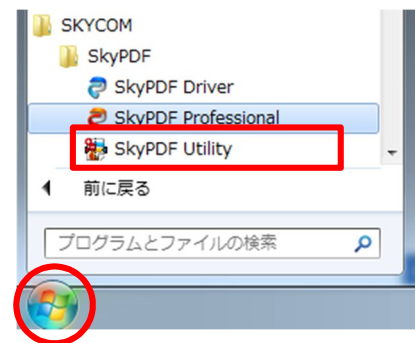 SKYCOM
SkyPDF
SkyPDF Driver
SkyPDF Professional
SkyPDF Utility
前に戻る
プログラムとファイルの検索